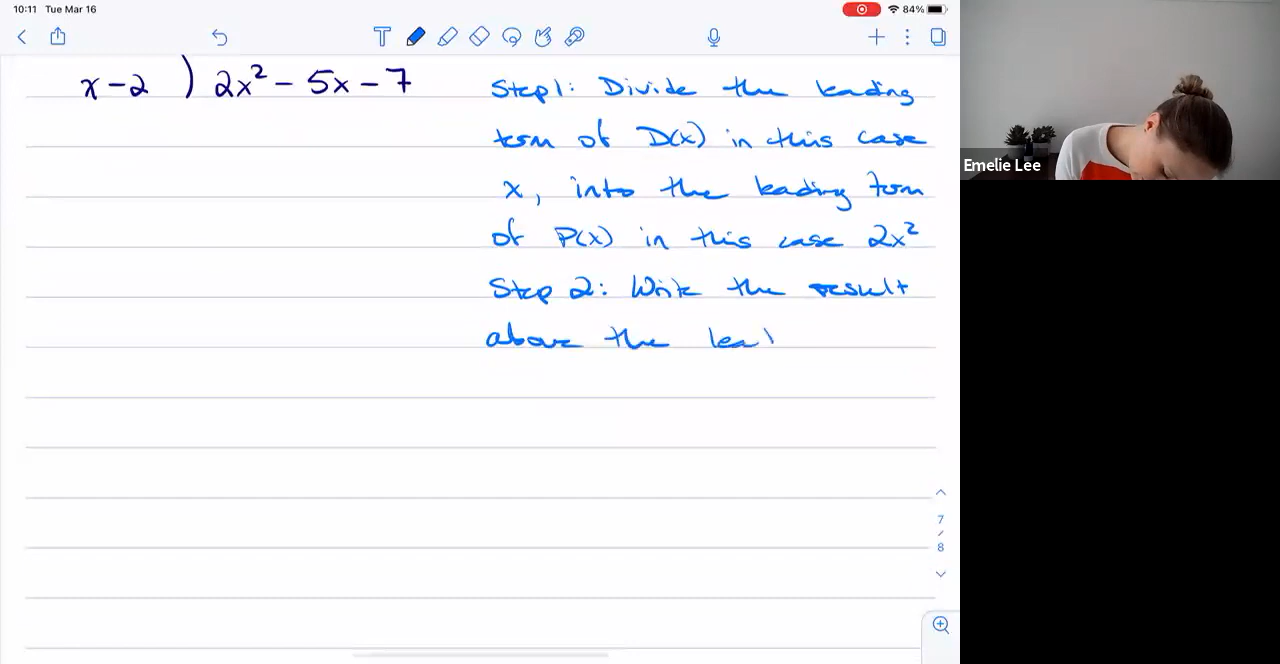 10:11 Tue Mar 16
84%
x-2 ) 2x² - 5x - 7
Step 1: Divide the leading
term of D(x) in this case
x, into the leading term
of P(x) in this case 2x²
Step 2: Write the result
above the lea
Emelie Lee
7
/
8